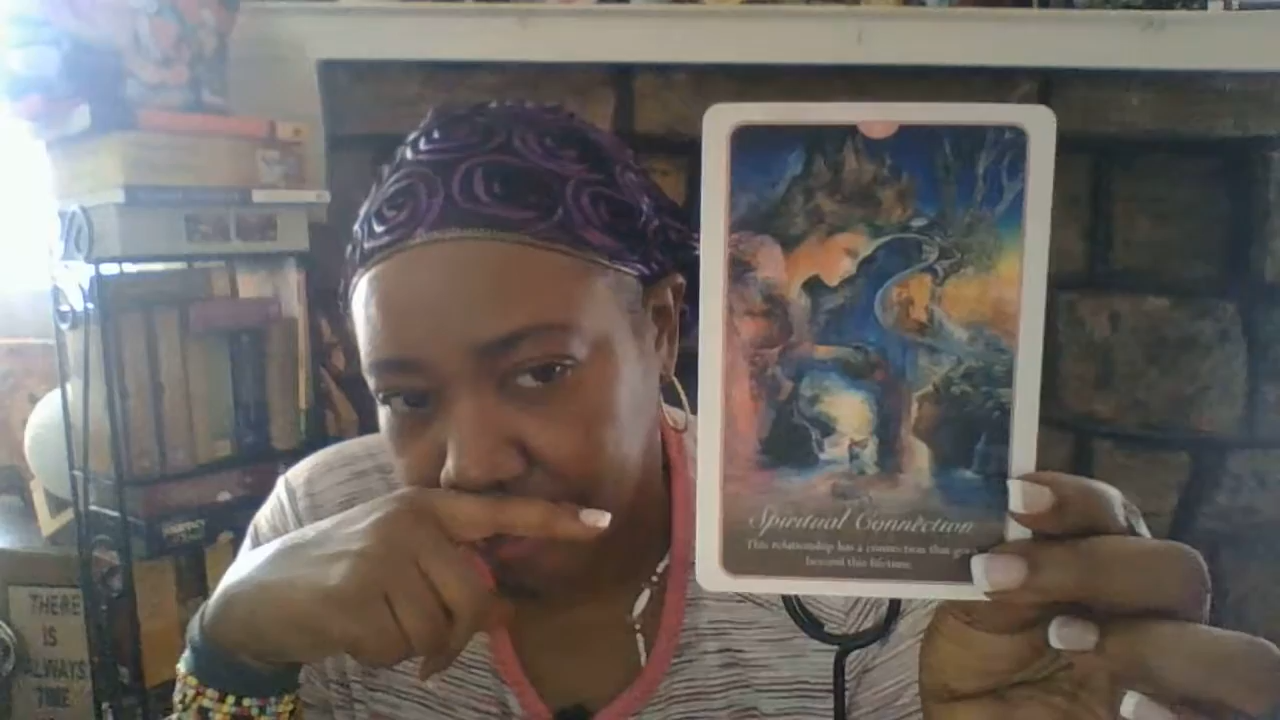 Spiritual Connection
This relationship has a connection that goes
beyond this lifetime.
THERE
IS
ALWAYS
TIME